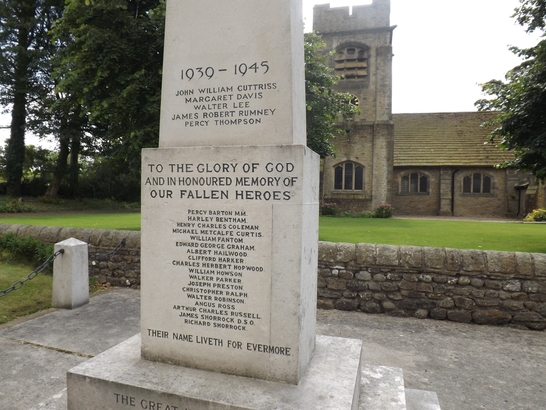 1939 - 1945
JOHN WILLIAM CUTTRISS
MARGARET DAVIS
WALTER LEE
JAMES ROBERT RUMNEY
PERCY THOMPSON.
TO THE GLORY OF GOD
AND IN HONOURED MEMORY OF
OUR FALLEN HEROES
PERCY BARTON M.M.
HARLEY BENTHAM.
HENRY CHARLES COLEMAN
MICHAEL METCALFE CURTIS.
WILLIAM FANTOM
EDWARD GEORGE GRAHAM.
ALBERT HAILWOOD
CLIFFORD HARKER
CHARLES HERBERT HOPWOOD
WILLIAM HOWSON
WALKER PARKER
JOSEPH PRESTON
CHRISTOPHER RALPH
WALTER ROBINSON
ANGUS ROSS
ARTHUR CHARLES RUSSELL
JAMES SHORROCK D.S.O.
RICHARD SHORROCK
THEIR NAME LIVETH FOR EVERMORE
THE GREAT